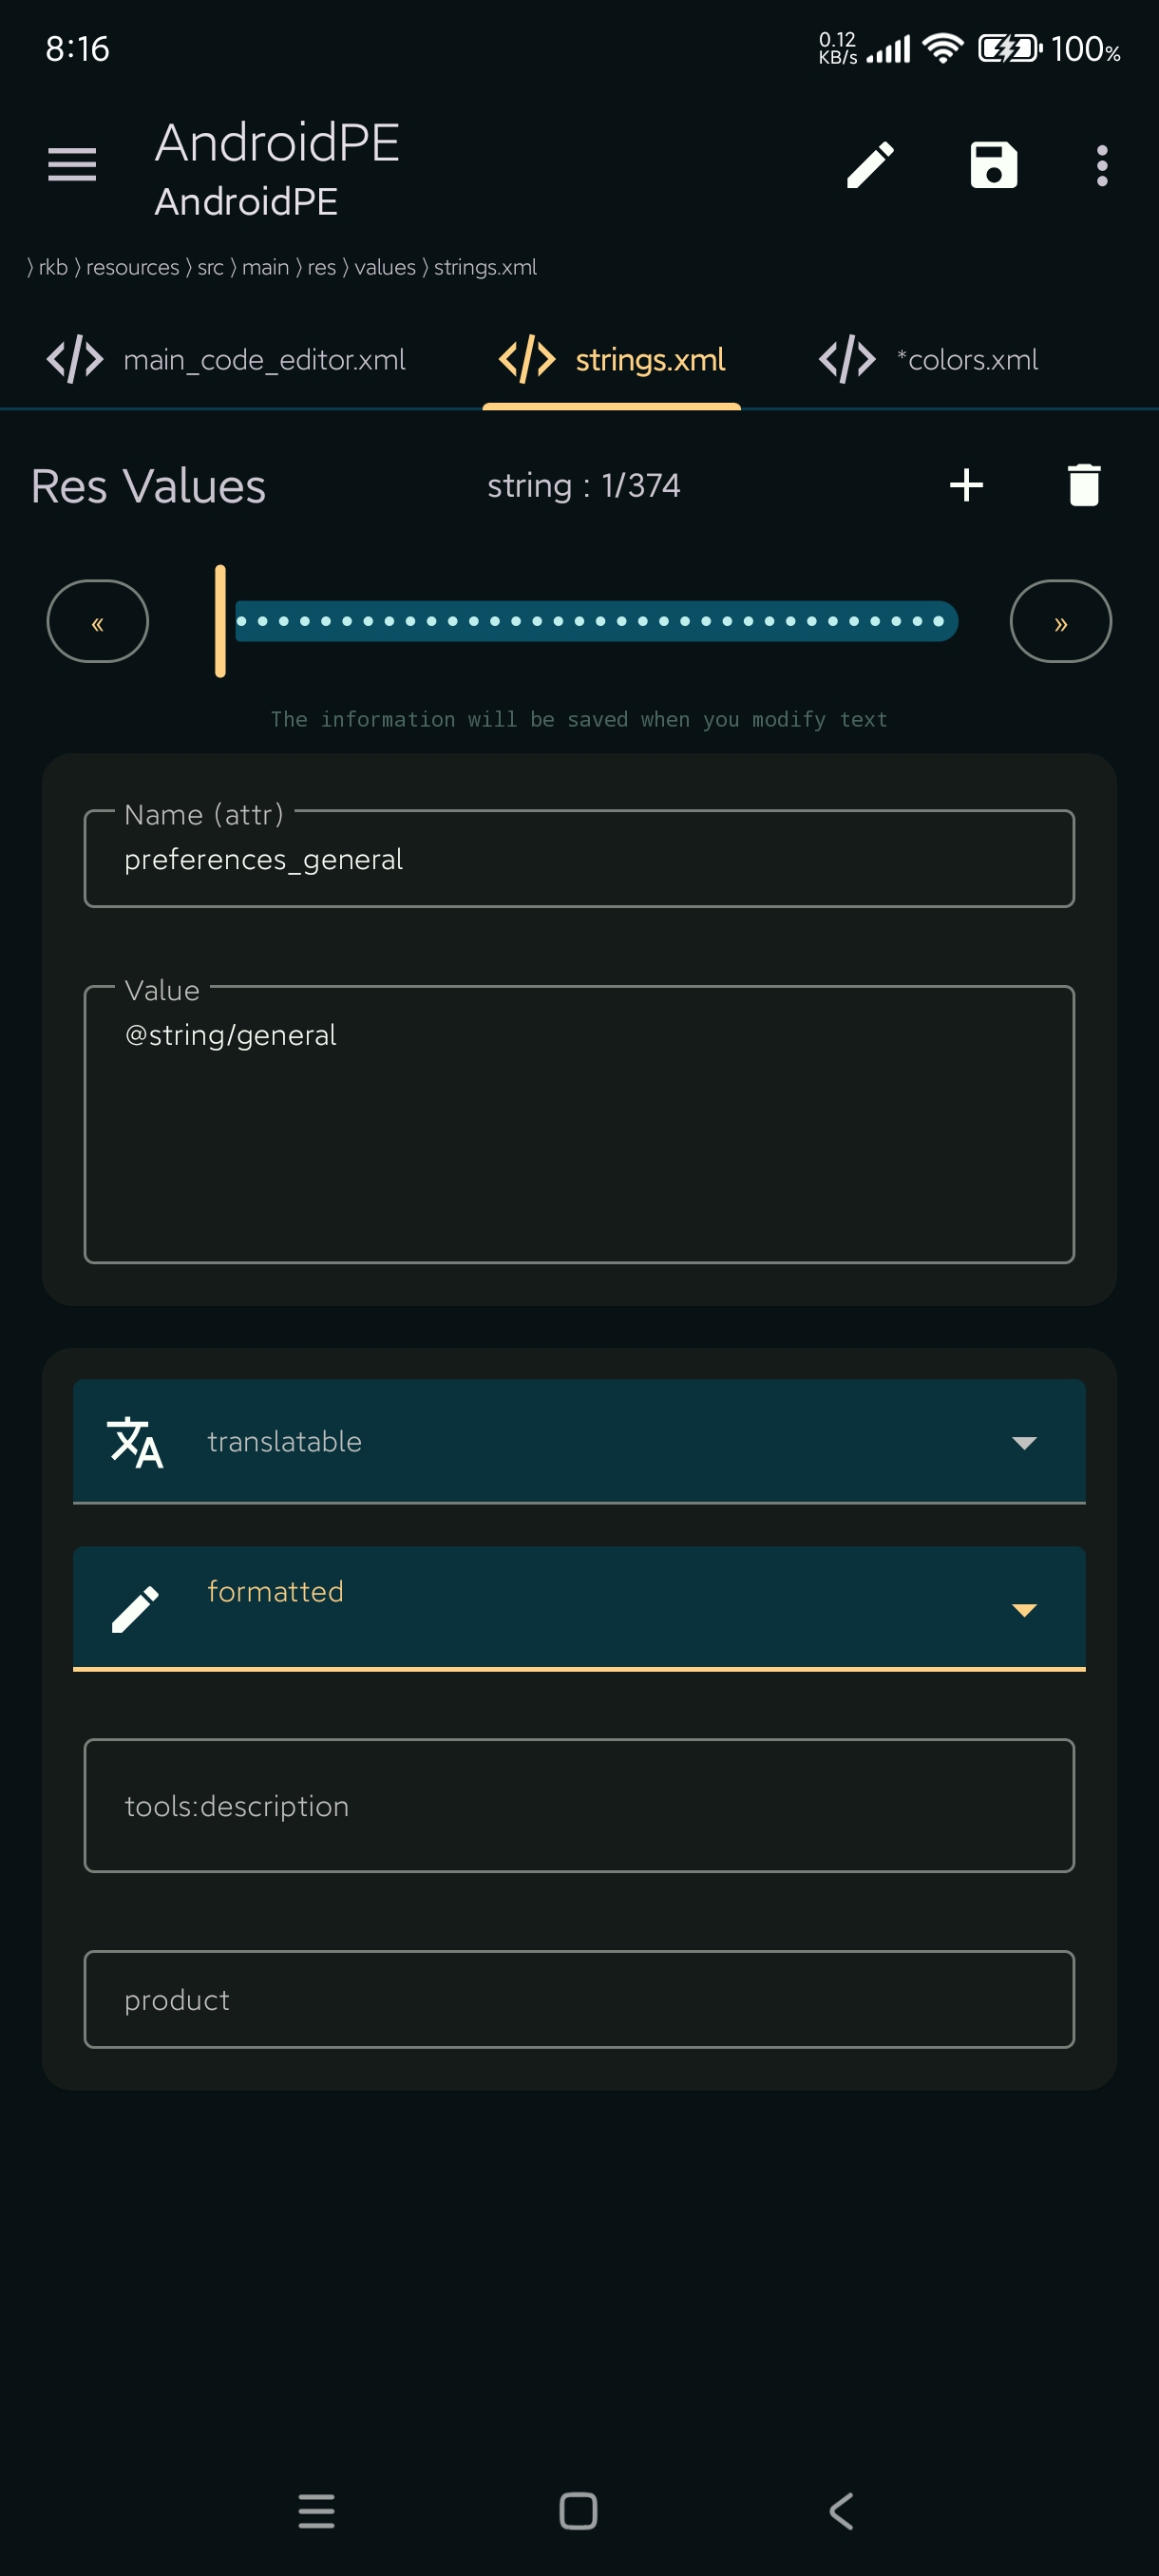 8:16
0.12
KB/s
100%
AndroidPE
AndroidPE
⟩ rkb ⟩ resources ⟩ src ⟩ main ⟩ res ⟩ values ⟩ strings.xml
main_code_editor.xml
strings.xml
*colors.xml
Res Values
string : 1/374
«
»
The information will be saved when you modify text
Name (attr)
preferences_general
Value
@string/general
translatable
formatted
tools:description
product